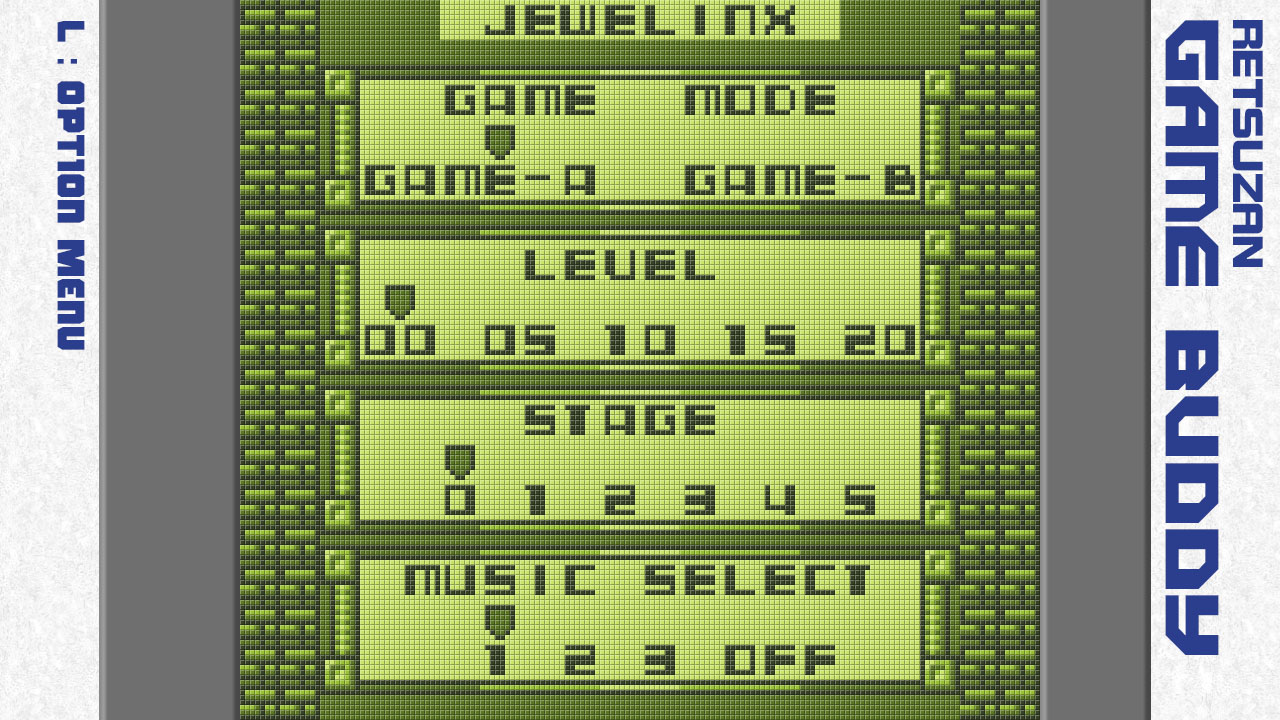 L : OPTION MENU
JEWELINX
GAME MODE
GAME-A GAME-B
LEVEL
00 05 10 15 20
STAGE
0 1 2 3 4 5
MUSIC SELECT
1 2 3 OFF
RETSUZAN
GAME BUDDY